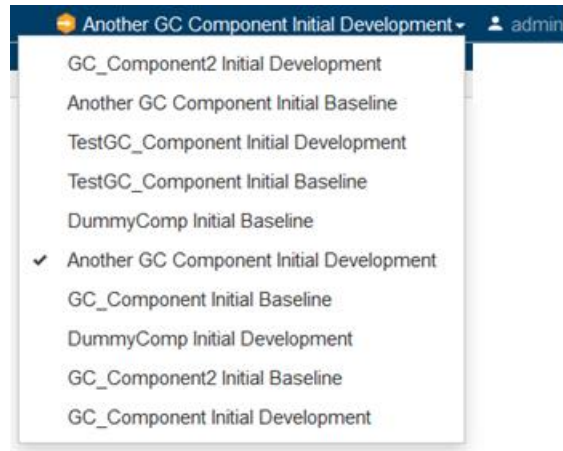 Another GC Component Initial Development admin
GC_Component2 Initial Development
Another GC Component Initial Baseline
TestGC_Component Initial Development
TestGC_Component Initial Baseline
DummyComp Initial Baseline
Another GC Component Initial Development
GC_Component Initial Baseline
DummyComp Initial Development
GC_Component2 Initial Baseline
GC_Component Initial Development